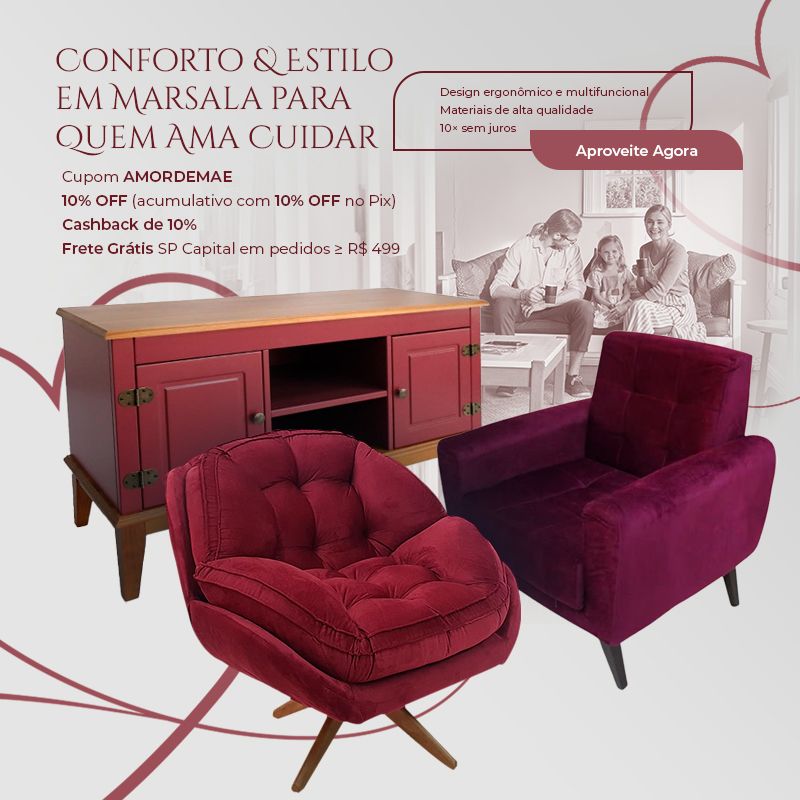 Conforto & Estilo
em Marsala para
Quem Ama Cuidar
Design ergonômico e multifuncional
Materiais de alta qualidade
10× sem juros
Aproveite Agora
Cupom AMORDEMAE
10% OFF (acumulativo com 10% OFF no Pix)
Cashback de 10%
Frete Grátis SP Capital em pedidos ≥ R$ 499